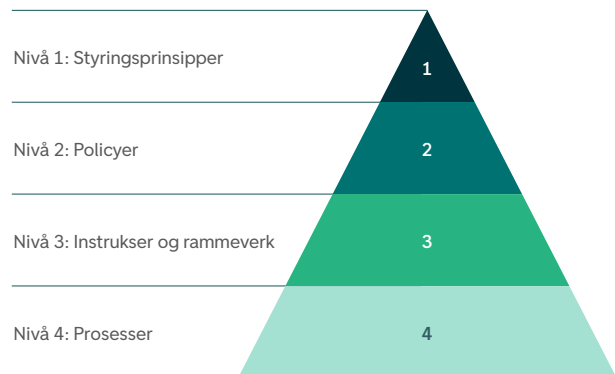 Nivå 1: Styringsprinsipper
1
Nivå 2: Policyer
2
Nivå 3: Instrukser og rammeverk
3
Nivå 4: Prosesser
4